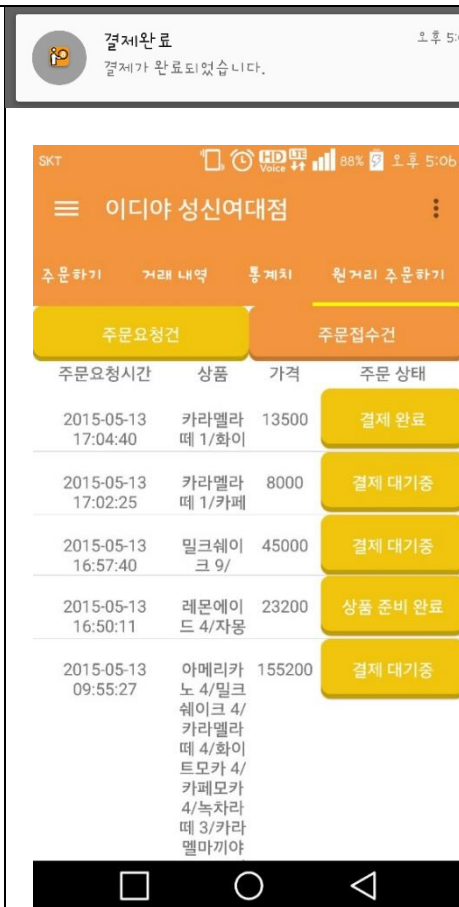 결제완료
오후 5:0
결제가 완료되었습니다.
SKT HD Voice LTE 88% 오후 5:06
이디야 성신여대점
주문하기 거래 내역 통계치 원거리 주문하기
주문요청건 주문접수건
주문요청시간 상품 가격 주문 상태
2015-05-13 카라멜라 13500 결제 완료
17:04:40 떼 1/화이
2015-05-13 카라멜라 8000 결제 대기중
17:02:25 떼 1/카페
2015-05-13 밀크쉐이 45000 결제 대기중
16:57:40 크 9/
2015-05-13 레몬에이 23200 상품 준비 완료
16:50:11 드 4/자몽
2015-05-13 아메리카 155200 결제 대기중
09:55:27 노 4/밀크
쉐이크 4/
카라멜라
떼 4/화이
트모카 4/
카페모카
4/녹차라
떼 3/카라
멜마끼야